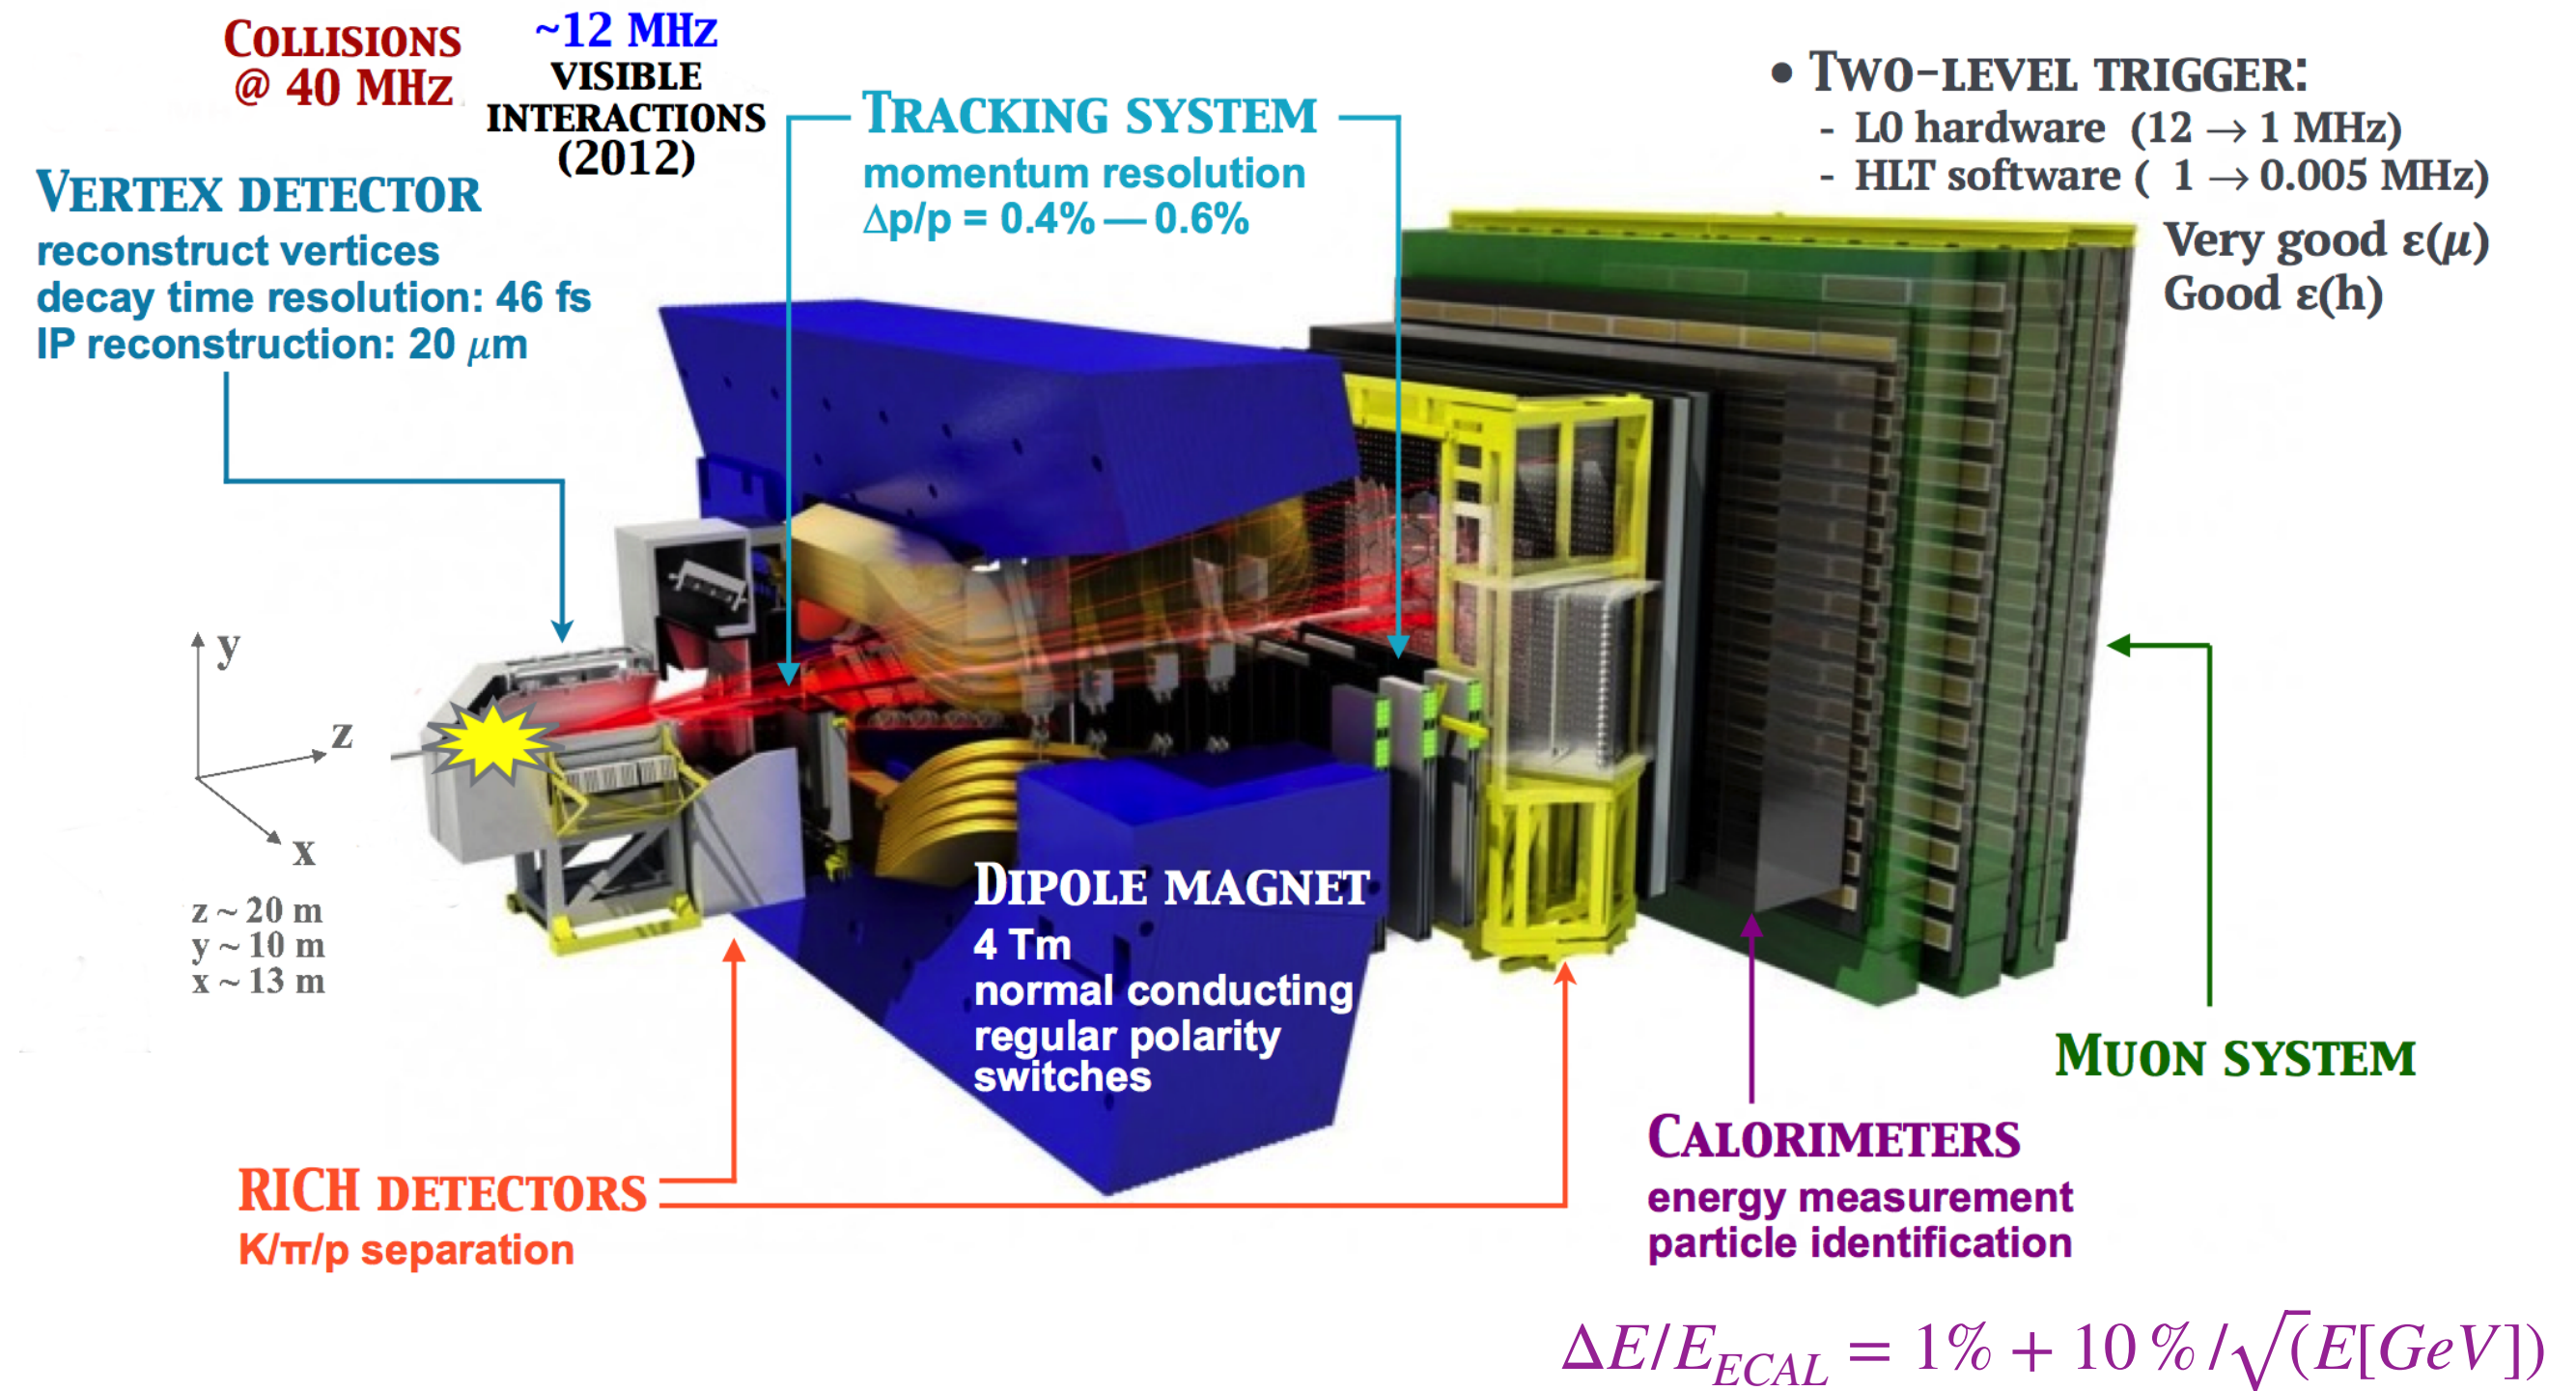 COLLISIONS
@ 40 MHZ
~12 MHZ
VISIBLE
INTERACTIONS
(2012)
VERTEX DETECTOR
reconstruct vertices
decay time resolution: 46 fs
IP reconstruction: 20 μm
TRACKING SYSTEM
momentum resolution
Δp/p = 0.4% — 0.6%
• TWO-LEVEL TRIGGER:
- L0 hardware (12 → 1 MHz)
- HLT software ( 1 → 0.005 MHz)
Very good ε(μ)
Good ε(h)
y
z
x
z ~ 20 m
y ~ 10 m
x ~ 13 m
DIPOLE MAGNET
4 Tm
normal conducting
regular polarity
switches
RICH DETECTORS
K/π/p separation
MUON SYSTEM
CALORIMETERS
energy measurement
particle identification
ΔE/E_ECAL = 1% + 10 % /√(E[GeV])